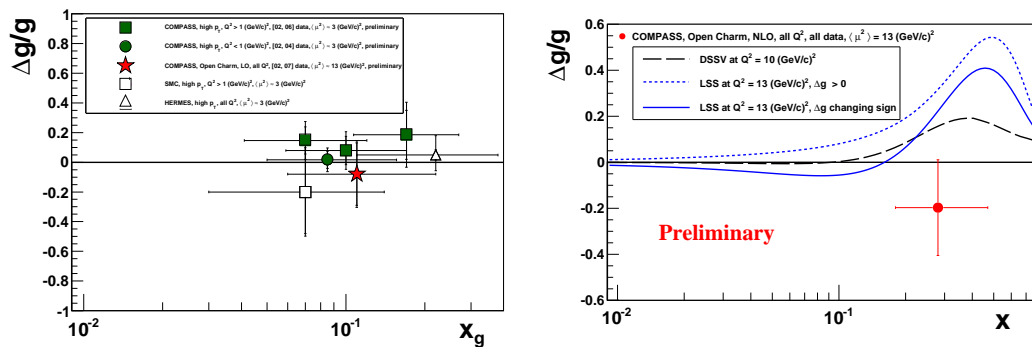 Δg/g
COMPASS, high p_T, Q² > 1 (GeV/c)², [02, 06] data, ⟨μ²⟩ ~ 3 (GeV/c)², preliminary
COMPASS, high p_T, Q² < 1 (GeV/c)², [02, 04] data, ⟨μ²⟩ ~ 3 (GeV/c)², preliminary
COMPASS, Open Charm, LO, all Q², [02, 07] data, ⟨μ²⟩ ~ 13 (GeV/c)², preliminary
SMC, high p_T, Q² > 1 (GeV/c)², ⟨μ²⟩ ~ 3 (GeV/c)²
HERMES, high p_T, all Q², ⟨μ²⟩ ~ 3 (GeV/c)²
1
0.8
0.6
0.4
0.2
0
-0.2
-0.4
-0.6
-0.8
-1
10⁻²
10⁻¹
x_g
Δg/g
COMPASS, Open Charm, NLO, all Q², all data, ⟨ μ² ⟩ = 13 (GeV/c)²
DSSV at Q² = 10 (GeV/c)²
LSS at Q² = 13 (GeV/c)², Δg > 0
LSS at Q² = 13 (GeV/c)², Δg changing sign
0.6
0.4
0.2
0
-0.2
-0.4
-0.6
Preliminary
10⁻²
10⁻¹
x